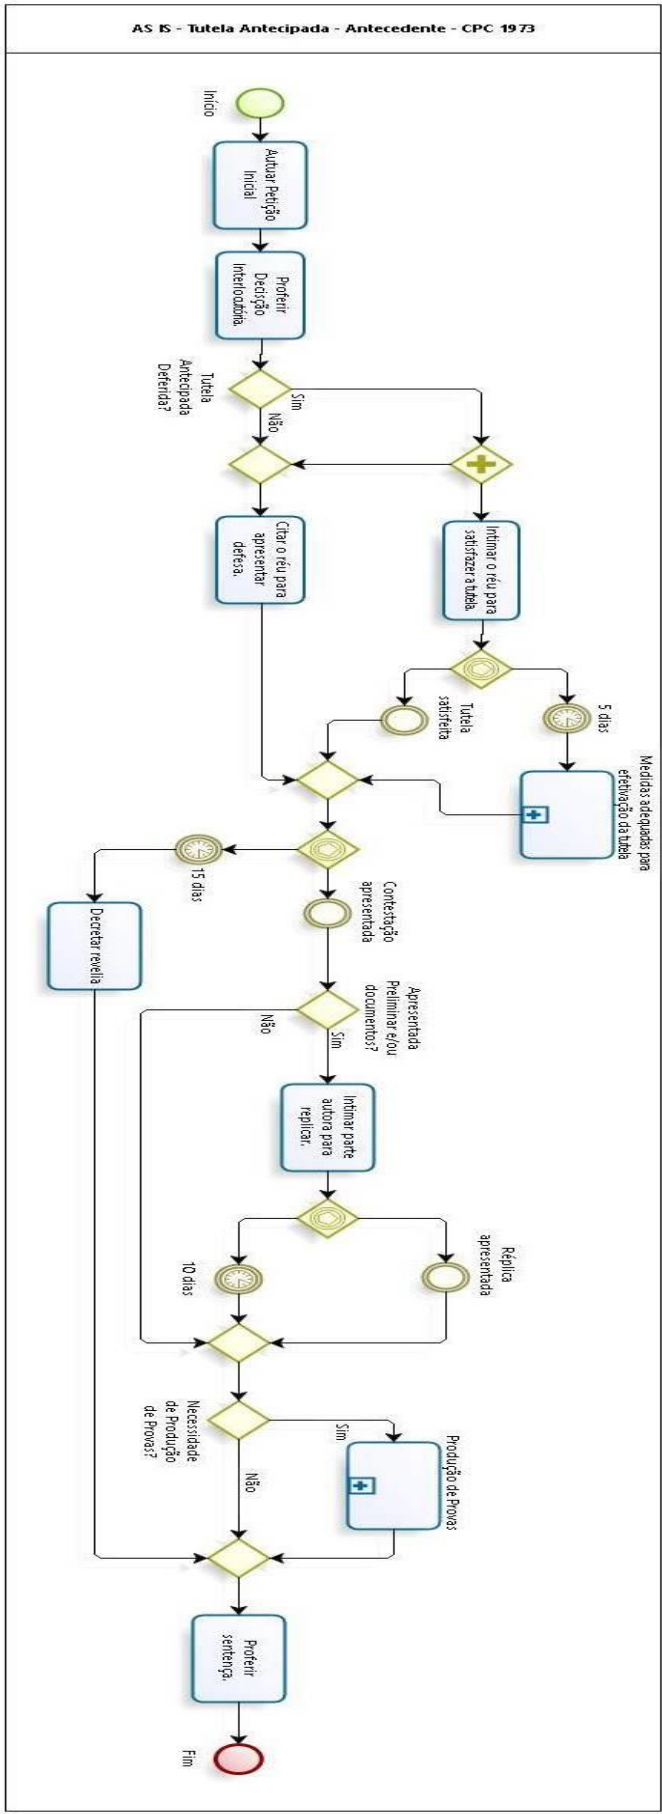 AS IS - Tutela Antecipada - Antecedente - CPC 1973
Início
Autuar Petição
Inicial
Proferir
Decisção
Interlocutória.
Tutela
Antecipada
Deferida?
Sim
Não
Citar o réu para
apresentar
defesa.
Intimar o réu para
satisfazer a tutela.
5 dias
Tutela
satisfeita
Medidas adequadas para
efetivação da tutela
15 dias
Decretar revelia
Contestação
apresentada
Apresentada
Preliminar e/ou
documentos?
Não
Sim
Intimar parte
autora para
replicar.
Réplica
apresentada
10 dias
Necessidade
de Produção
de Provas?
Sim
Não
Produção de Provas
Proferir
sentença.
Fim